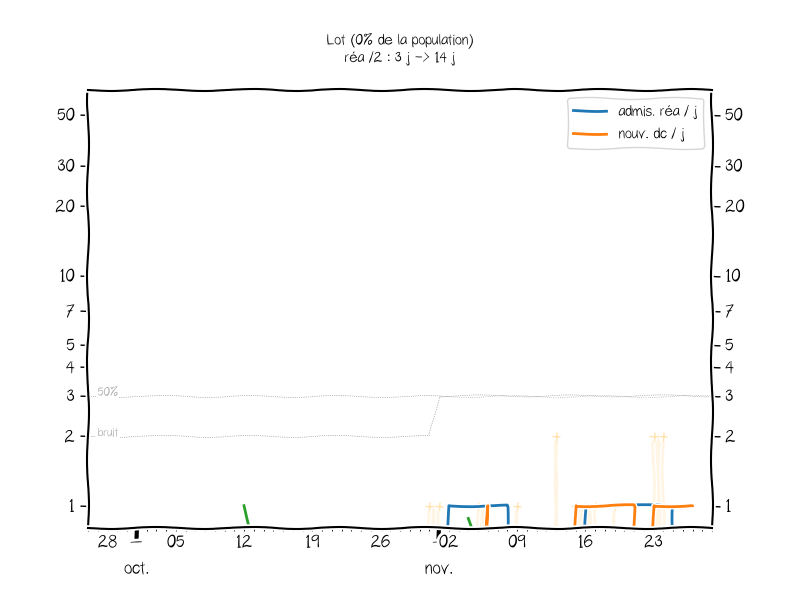 Lot (0% de la population)
réa /2 : 3 j -> 14 j
admis. réa / j
nouv. dc / j
50 50
30 30
20 20
10 10
7 7
5 5
4 4
50%
3 3
bruit
2 2
1 1
28 05 12 19 26 02 09 16 23
oct. nov.